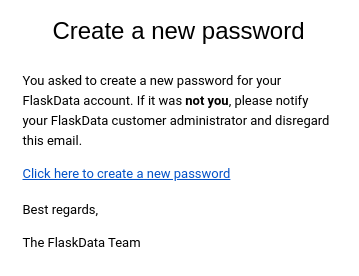 Create a new password
You asked to create a new password for your
FlaskData account. If it was not you, please notify
your FlaskData customer administrator and disregard
this email.
Click here to create a new password
Best regards,
The FlaskData Team